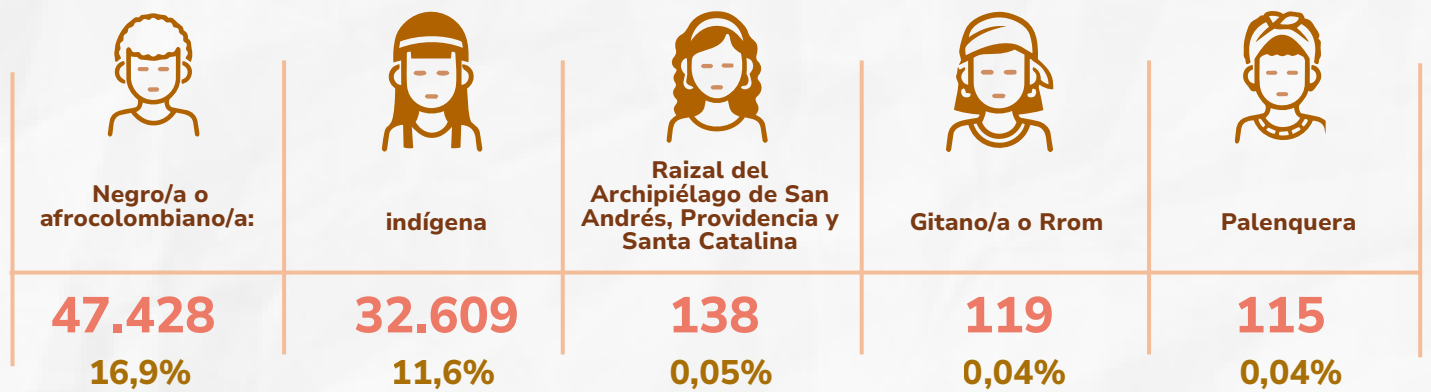 Negro/a o
afrocolombiano/a:
indígena
Raizal del
Archipiélago de San
Andrés, Providencia y
Santa Catalina
Gitano/a o Rrom
Palenquera
47.428
32.609
138
119
115
16,9%
11,6%
0,05%
0,04%
0,04%